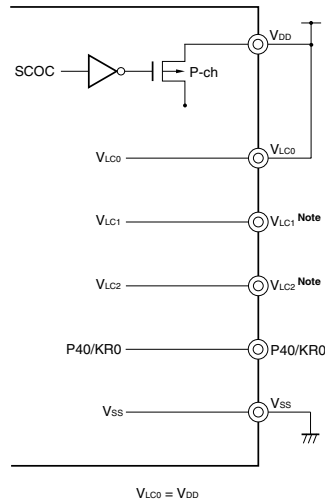 VDD
SCOC
P-ch
VLC0 VLC0
VLC1 VLC1 Note
VLC2 VLC2 Note
P40/KR0 P40/KR0
VSS VSS
VLC0 = VDD